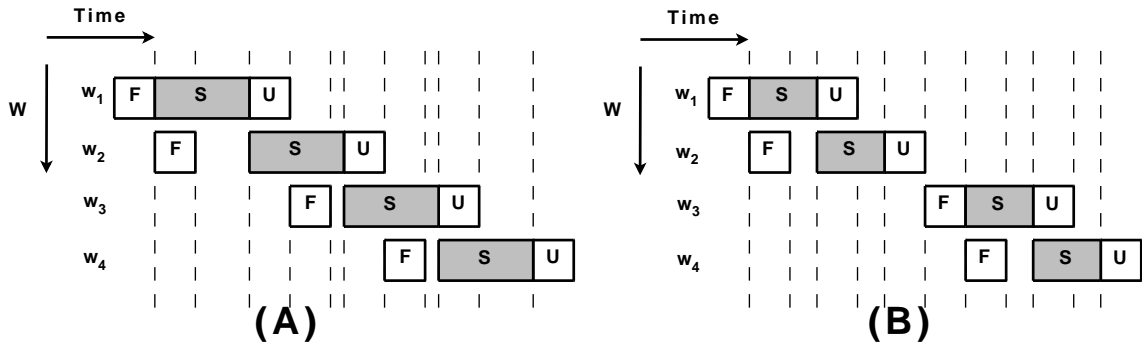 Time
W
w1 F S U
w2 F S U
w3 F S U
w4 F S U
(A)
Time
W
w1 F S U
w2 F S U
w3 F S U
w4 F S U
(B)